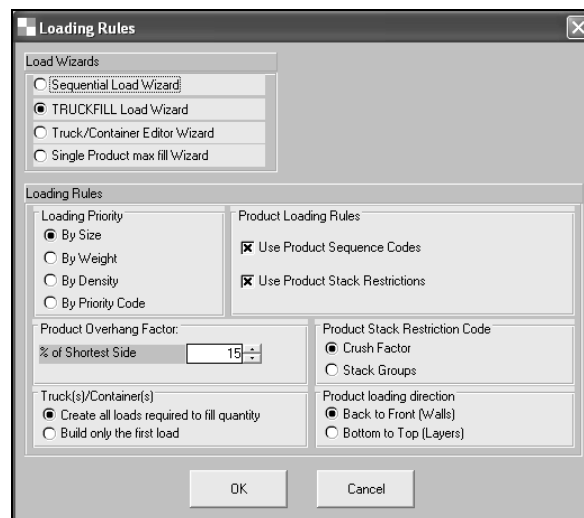 Loading Rules
Load Wizards
Sequential Load Wizard
TRUCKFILL Load Wizard
Truck/Container Editor Wizard
Single Product max fill Wizard
Loading Rules
Loading Priority
By Size
By Weight
By Density
By Priority Code
Product Loading Rules
Use Product Sequence Codes
Use Product Stack Restrictions
Product Overhang Factor:
% of Shortest Side 15
Product Stack Restriction Code
Crush Factor
Stack Groups
Truck(s)/Container(s)
Create all loads required to fill quantity
Build only the first load
Product loading direction
Back to Front (Walls)
Bottom to Top (Layers)
OK Cancel